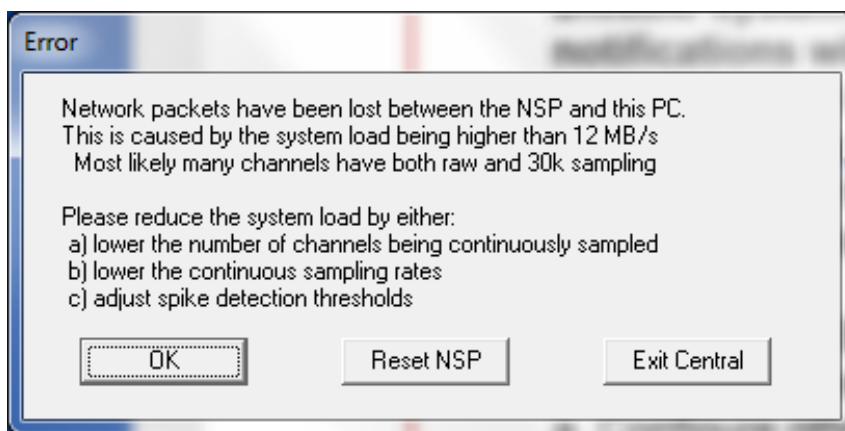 Error
notifications wi
Network packets have been lost between the NSP and this PC.
This is caused by the system load being higher than 12 MB/s
Most likely many channels have both raw and 30k sampling
Please reduce the system load by either:
a) lower the number of channels being continuously sampled
b) lower the continuous sampling rates
c) adjust spike detection thresholds
OK
Reset NSP
Exit Central